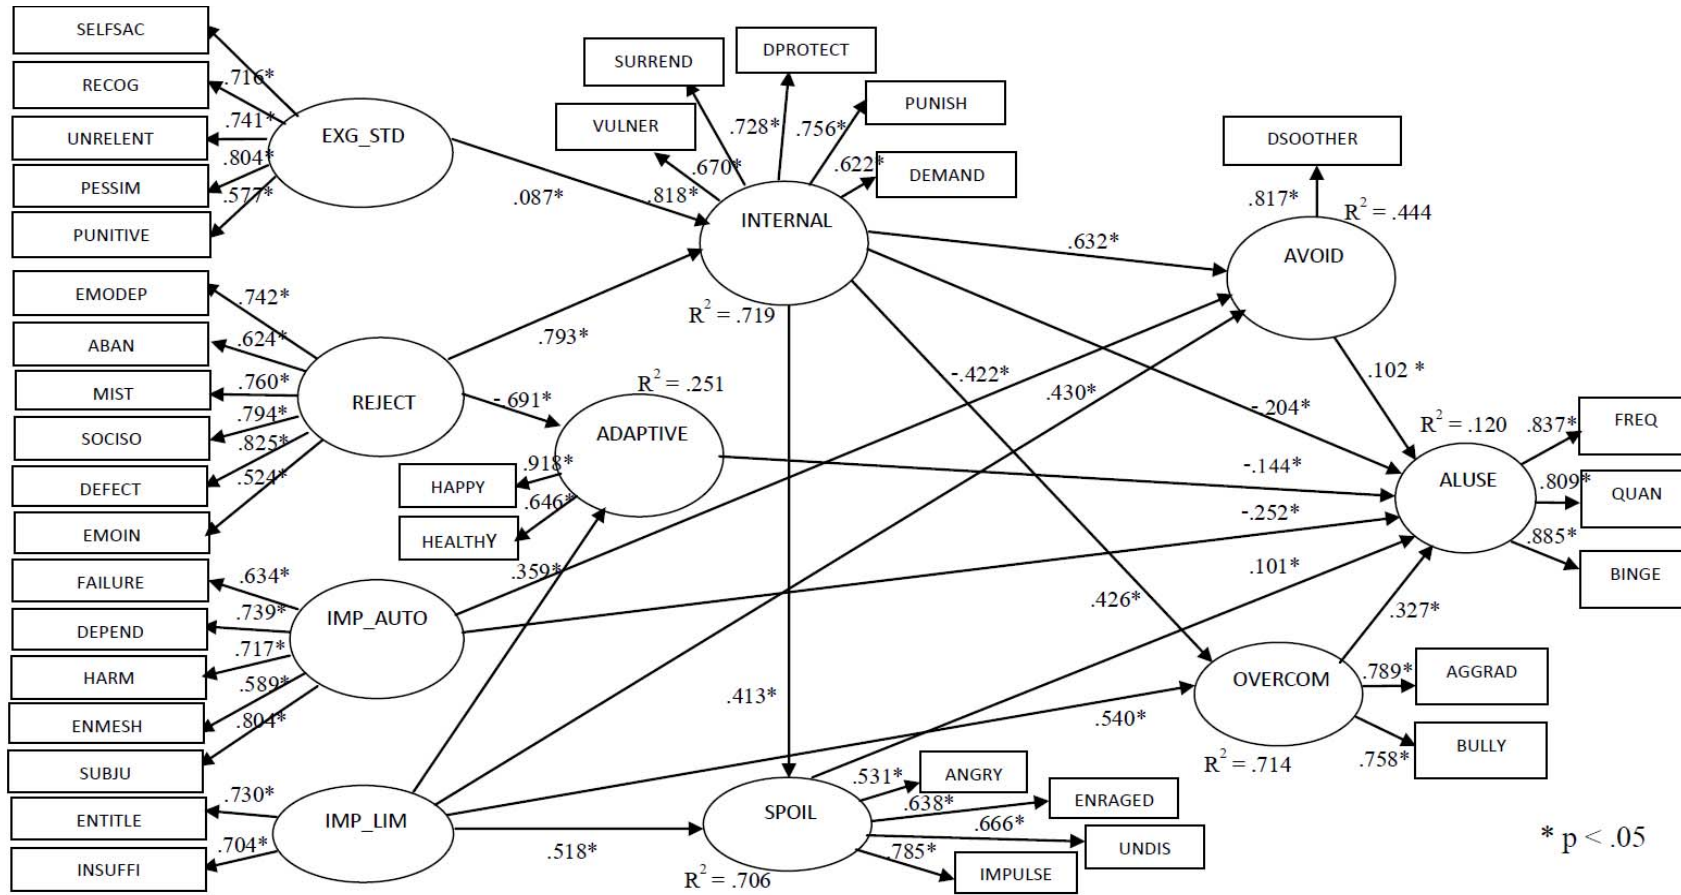 SELFSAC
RECOG
UNRELENT
PESSIM
PUNITIVE
.716*
.741*
.804*
.577*
EXG_STD
.087*
EMODEP
ABAN
MIST
SOCISO
DEFECT
EMOIN
.742*
.624*
.760*
.794*
.825*
.524*
REJECT
.793*
-.691*
FAILURE
DEPEND
HARM
ENMESH
SUBJU
.634*
.739*
.717*
.589*
.804*
IMP_AUTO
ENTITLE
INSUFFI
.730*
.704*
IMP_LIM
.518*
.359*
SURREND
DPROTECT
VULNER
PUNISH
DEMAND
.728*
.756*
.670*
.622*
.818*
INTERNAL
R² = .719
R² = .251
ADAPTIVE
.918*
.646*
HAPPY
HEALTHY
.632*
-.422*
.430*
-.204*
-.144*
-.252*
.101*
.426*
.413*
.540*
DSOOTHER
.817*
R² = .444
AVOID
.102 *
R² = .120
ALUSE
.837*
.809*
.885*
FREQ
QUAN
BINGE
.327*
OVERCOM
R² = .714
.789*
.758*
AGGRAD
BULLY
SPOIL
R² = .706
.531*
.638*
.666*
.785*
ANGRY
ENRAGED
UNDIS
IMPULSE
* p < .05